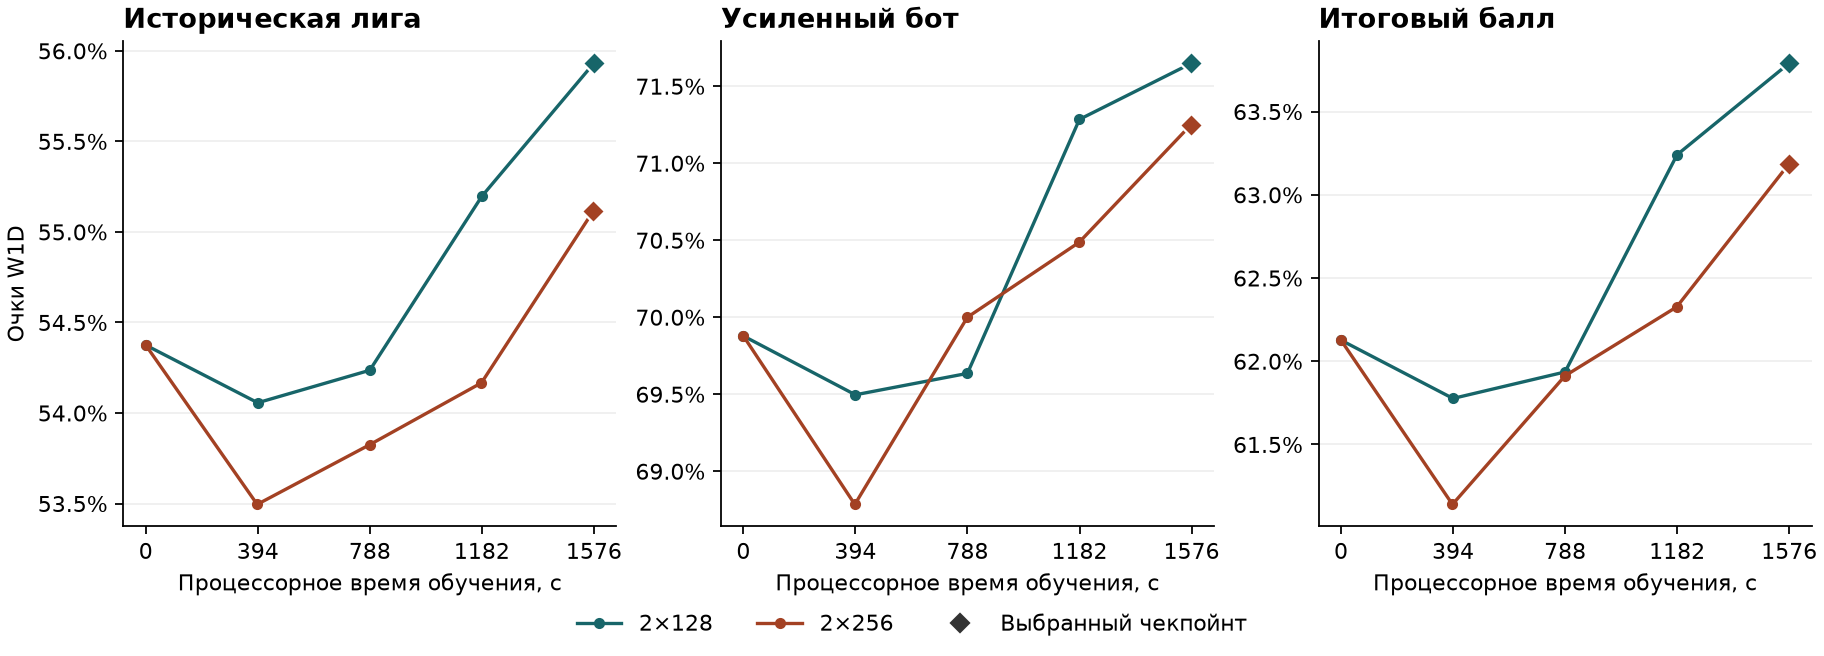 Историческая лига
Усиленный бот
Итоговый балл
Очки W1D
56.0%
55.5%
55.0%
54.5%
54.0%
53.5%
0 394 788 1182 1576
Процессорное время обучения, с
71.5%
71.0%
70.5%
70.0%
69.5%
69.0%
0 394 788 1182 1576
Процессорное время обучения, с
63.5%
63.0%
62.5%
62.0%
61.5%
0 394 788 1182 1576
Процессорное время обучения, с
2×128 2×256 Выбранный чекпойнт